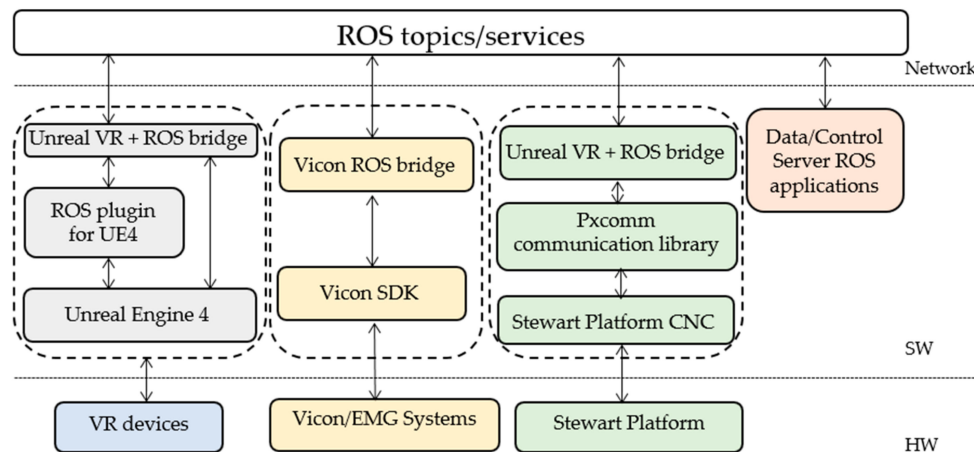 ROS topics/services
Network
Unreal VR + ROS bridge
ROS plugin
for UE4
Unreal Engine 4
Vicon ROS bridge
Vicon SDK
Unreal VR + ROS bridge
Pxcomm
communication library
Stewart Platform CNC
Data/Control
Server ROS
applications
SW
VR devices
Vicon/EMG Systems
Stewart Platform
HW